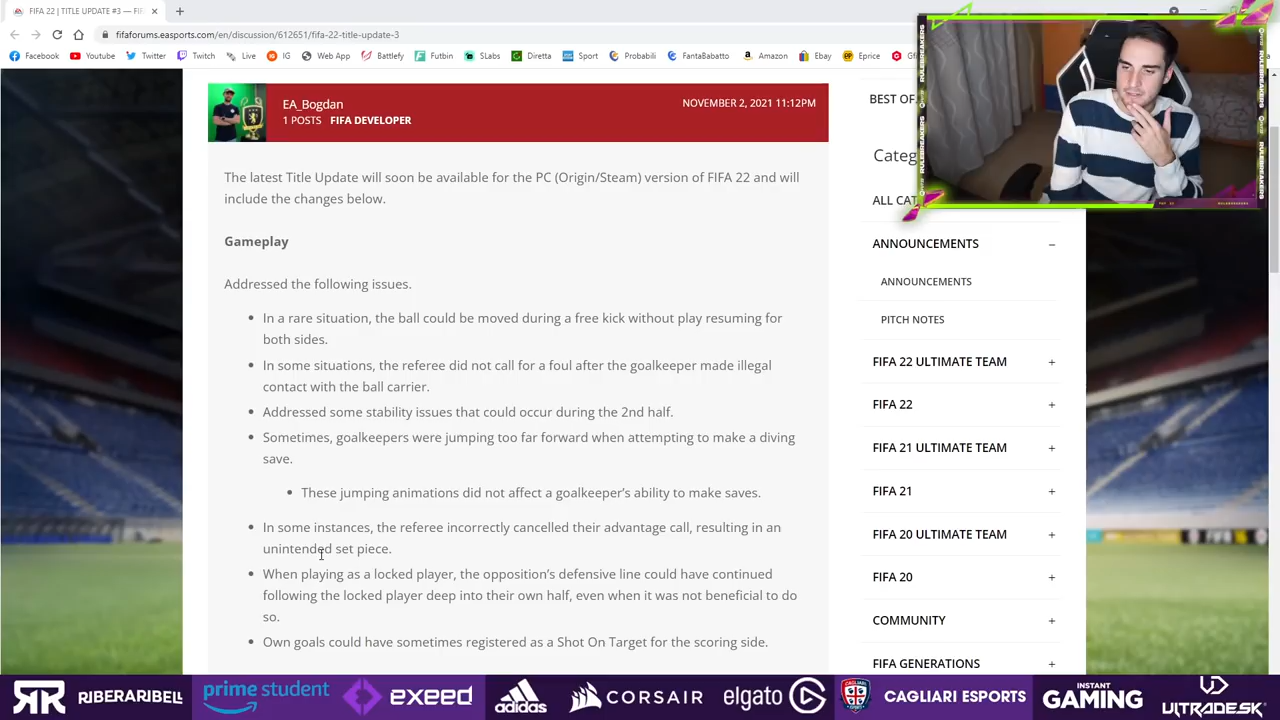 FIFA 22 | TITLE UPDATE #3 — FI
fifaforums.easports.com/en/discussion/612651/fifa-22-title-update-3
Facebook YouTube Twitter Twitch Live IG Web App Battlefy Futbin SLabs Diretta Sport Probabili FantaBabatto Amazon Ebay Eprice
EA_Bogdan
NOVEMBER 2, 2021 11:12PM
1 POSTS FIFA DEVELOPER
The latest Title Update will soon be available for the PC (Origin/Steam) version of FIFA 22 and will
include the changes below.
Gameplay
Addressed the following issues.
• In a rare situation, the ball could be moved during a free kick without play resuming for
both sides.
• In some situations, the referee did not call for a foul after the goalkeeper made illegal
contact with the ball carrier.
• Addressed some stability issues that could occur during the 2nd half.
• Sometimes, goalkeepers were jumping too far forward when attempting to make a diving
save.
• These jumping animations did not affect a goalkeeper's ability to make saves.
• In some instances, the referee incorrectly cancelled their advantage call, resulting in an
unintended set piece.
• When playing as a locked player, the opposition's defensive line could have continued
following the locked player deep into their own half, even when it was not beneficial to do
so.
• Own goals could have sometimes registered as a Shot On Target for the scoring side.
BEST OF
Categ
ALL CAT
ANNOUNCEMENTS –
ANNOUNCEMENTS
PITCH NOTES
FIFA 22 ULTIMATE TEAM +
FIFA 22 +
FIFA 21 ULTIMATE TEAM +
FIFA 21 +
FIFA 20 ULTIMATE TEAM +
FIFA 20 +
COMMUNITY +
FIFA GENERATIONS +
RULEBREAKERS
RULEBREAKERS
RIBERARIBELL
prime student
exeed
adidas
CORSAIR
elgato
CAGLIARI ESPORTS
INSTANT
GAMING
ULTRADESK